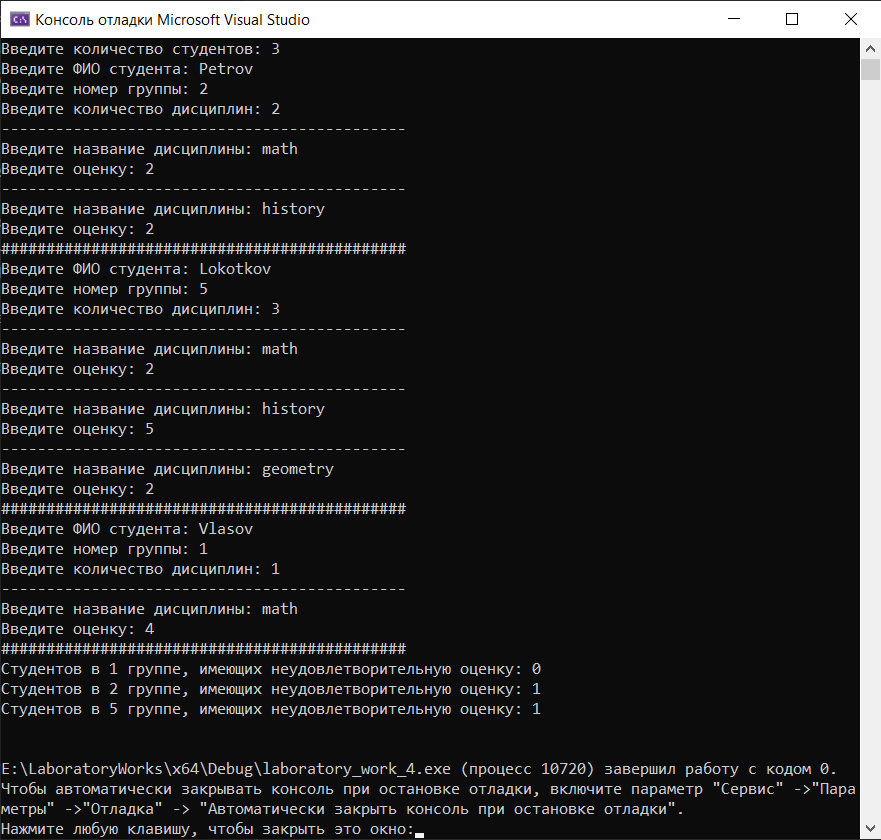 Консоль отладки Microsoft Visual Studio
Введите количество студентов: 3
Введите ФИО студента: Petrov
Введите номер группы: 2
Введите количество дисциплин: 2
---------------------------------------------
Введите название дисциплины: math
Введите оценку: 2
---------------------------------------------
Введите название дисциплины: history
Введите оценку: 2
#############################################
Введите ФИО студента: Lokotkov
Введите номер группы: 5
Введите количество дисциплин: 3
---------------------------------------------
Введите название дисциплины: math
Введите оценку: 2
---------------------------------------------
Введите название дисциплины: history
Введите оценку: 5
---------------------------------------------
Введите название дисциплины: geometry
Введите оценку: 2
#############################################
Введите ФИО студента: Vlasov
Введите номер группы: 1
Введите количество дисциплин: 1
---------------------------------------------
Введите название дисциплины: math
Введите оценку: 4
#############################################
Студентов в 1 группе, имеющих неудовлетворительную оценку: 0
Студентов в 2 группе, имеющих неудовлетворительную оценку: 1
Студентов в 5 группе, имеющих неудовлетворительную оценку: 1
E:\LaboratoryWorks\x64\Debug\laboratory_work_4.exe (процесс 10720) завершил работу с кодом 0.
Чтобы автоматически закрывать консоль при остановке отладки, включите параметр "Сервис" ->"Пара
метры" ->"Отладка" -> "Автоматически закрыть консоль при остановке отладки".
Нажмите любую клавишу, чтобы закрыть это окно: